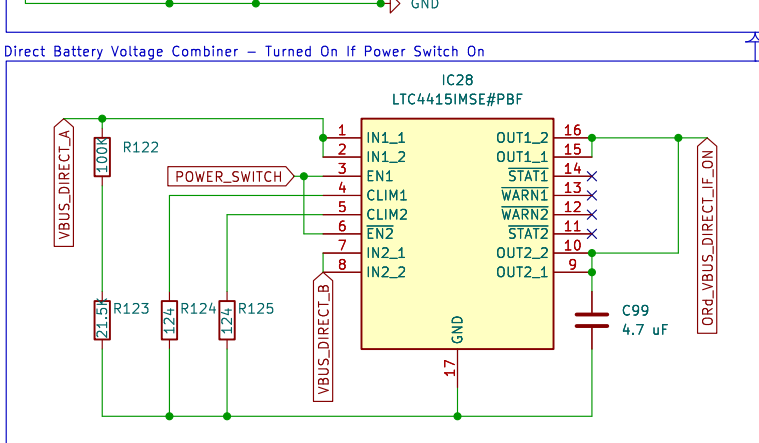 GND
Direct Battery Voltage Combiner – Turned On If Power Switch On
IC28
LTC4415IMSE#PBF
VBUS_DIRECT_A
100K
R122
POWER_SWITCH
1 IN1_1 OUT1_2 16
2 IN1_2 OUT1_1 15
3 EN1 STAT1 14
4 CLIM1 WARN1 13
5 CLIM2 WARN2 12
6 EN2 STAT2 11
7 IN2_1 OUT2_2 10
8 IN2_2 OUT2_1 9
GND
17
ORd_VBUS_DIRECT_IF_ON
VBUS_DIRECT_B
21.5K
R123
124
R124
124
R125
C99
4.7 uF